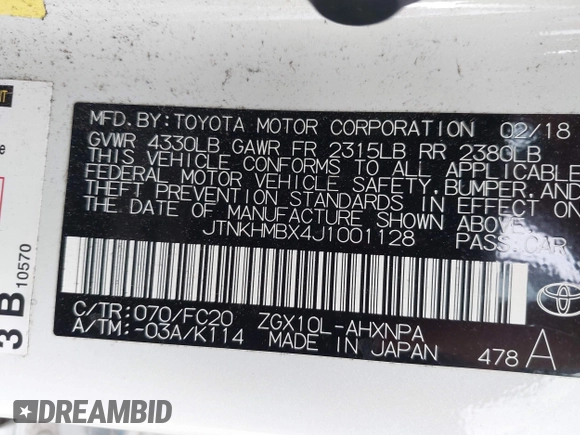 MFD.BY: TOYOTA MOTOR CORPORATION 02/18
GVWR 4330LB GAWR FR 2315LB RR 2380LB
THIS VEHICLE CONFORMS TO ALL APPLICABLE
FEDERAL MOTOR VEHICLE SAFETY, BUMPER, AND
THEFT PREVENTION STANDARDS IN EFFECT ON
THE DATE OF MANUFACTURE SHOWN ABOVE.
JTNKHMBX4J1001128 PASS. CAR
C/TR: 070/FC20 ZGX10L-AHXNPA
A/TM: -03A/K114 MADE IN JAPAN 478 A
3 B 10570
DREAMBID